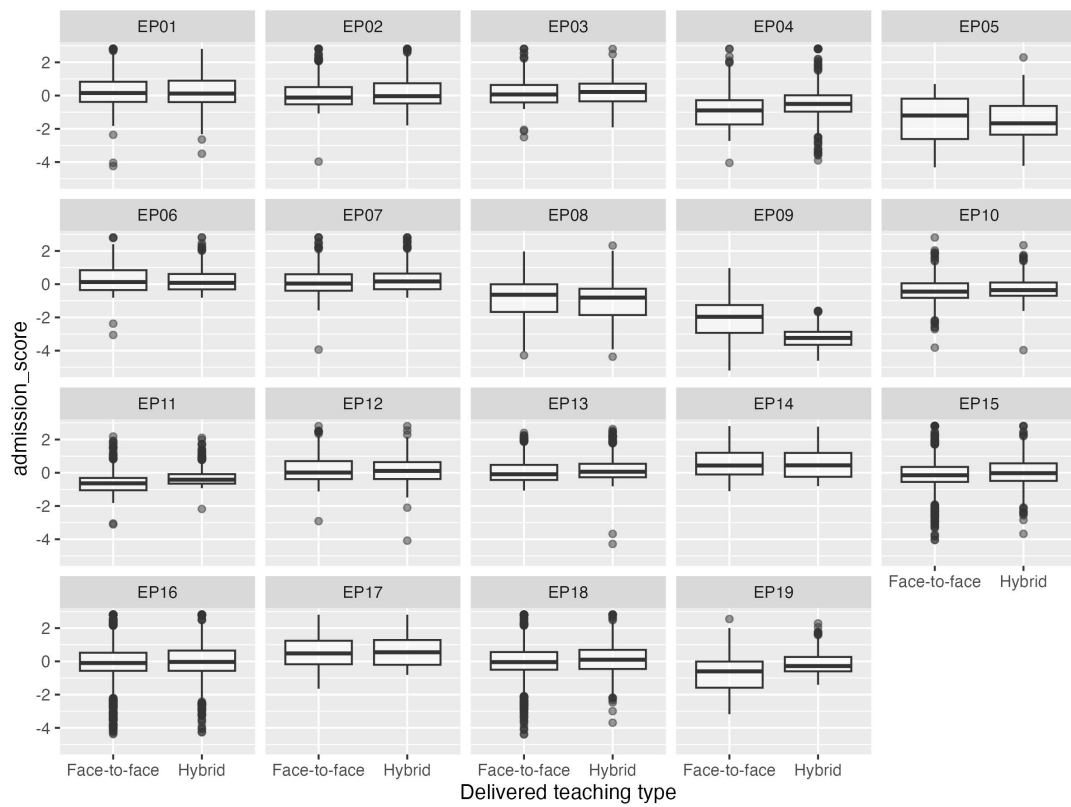 EP01 EP02 EP03 EP04 EP05
2
0
-2
-4
EP06 EP07 EP08 EP09 EP10
2
0
-2
-4
admission_score
EP11 EP12 EP13 EP14 EP15
2
0
-2
-4
Face-to-face Hybrid
EP16 EP17 EP18 EP19
2
0
-2
-4
Face-to-face Hybrid Face-to-face Hybrid Face-to-face Hybrid Face-to-face Hybrid
Delivered teaching type